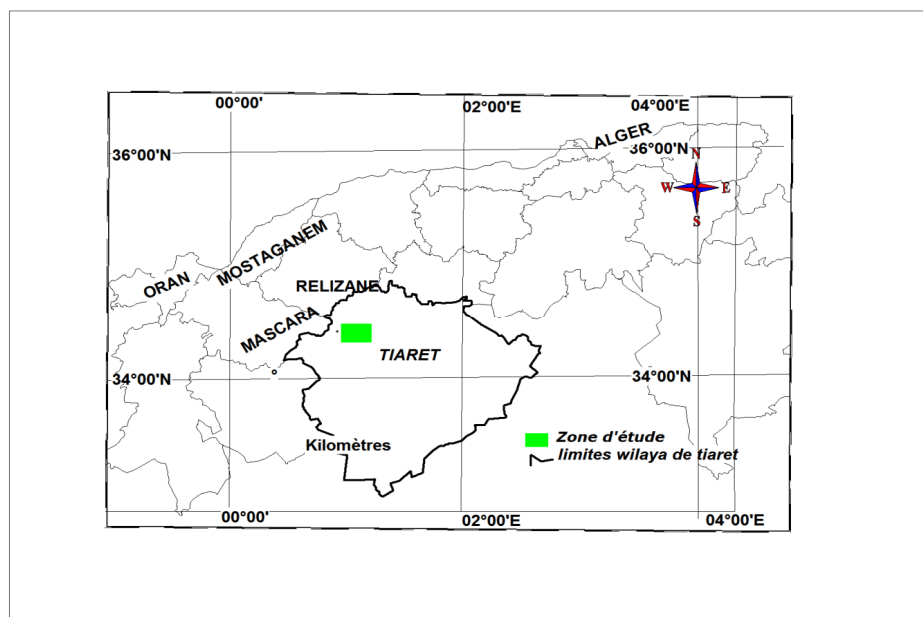 00°00'
02°00'E
04°00'E
ALGER
36°00'N
36°00'N
N
W
E
S
MOSTAGANEM
ORAN
RELIZANE
MASCARA
TIARET
34°00'N
34°00'N
Kilomètres
Zone d'étude
limites wilaya de tiaret
00°00'
02°00'E
04°00'E